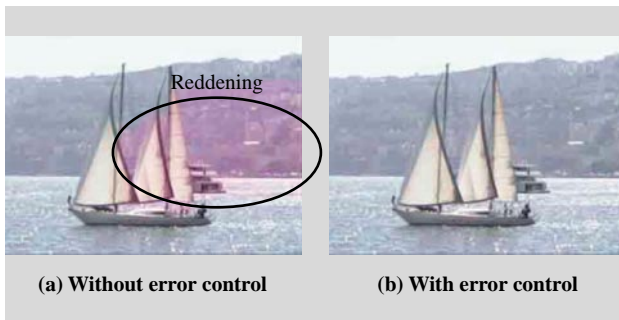 Reddening
(a) Without error control
(b) With error control